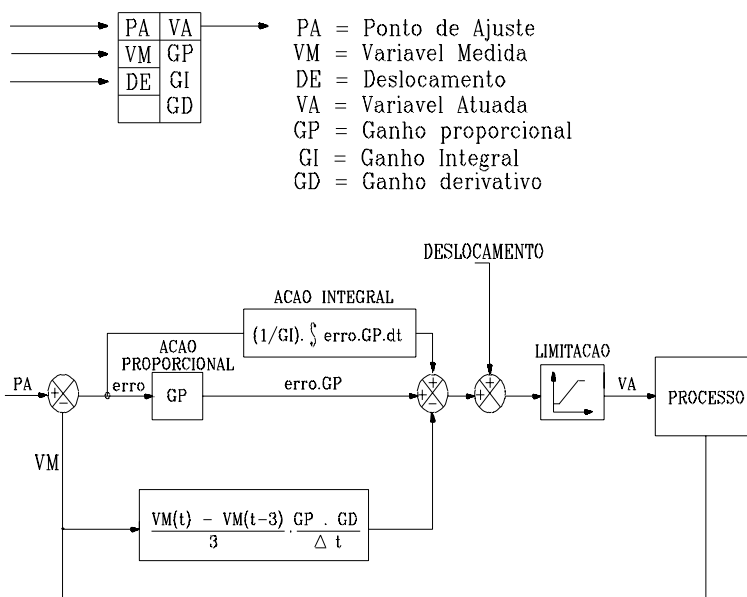 PA VA
VM GP
DE GI
GD
PA = Ponto de Ajuste
VM = Variavel Medida
DE = Deslocamento
VA = Variavel Atuada
GP = Ganho proporcional
GI = Ganho Integral
GD = Ganho derivativo
DESLOCAMENTO
ACAO INTEGRAL
(1/GI). ∫ erro.GP.dt
ACAO
PROPORCIONAL
LIMITACAO
PA
+
−
erro
GP
erro.GP
+
+
−
+
+
VA
PROCESSO
VM
VM(t) − VM(t-3) . GP . GD
3 Δ t